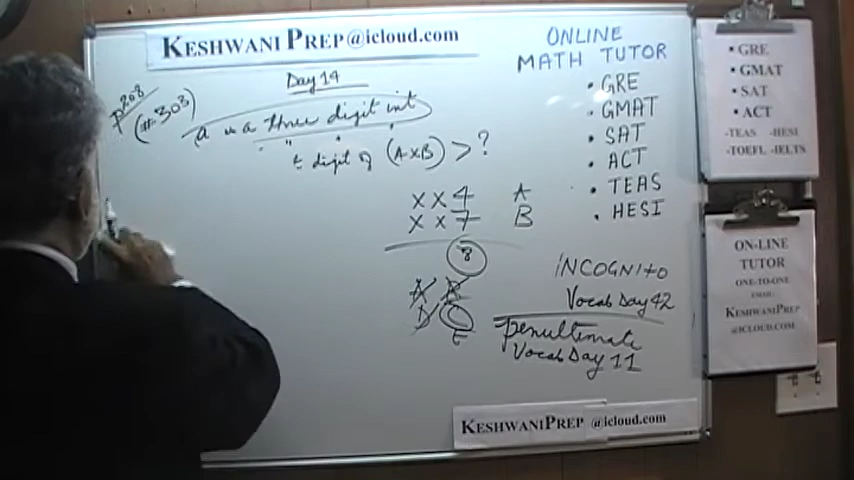 KESHWANI PREP@icloud.com
Day 14
p208
(#303)
a is a three digit int
" " "
t digit of (A×B) > ?
××4 A
××7 B
8
A B
D
E
ONLINE
MATH TUTOR
• GRE
• GMAT
• SAT
• ACT
• TEAS
• HESI
INCOGNITO
Vocab Day 42
penultimate
Vocab Day 11
KESHWANIPREP @icloud.com
• GRE
• GMAT
• SAT
• ACT
-TEAS -HESI
-TOEFL -IELTS
ON-LINE
TUTOR
ONE-TO-ONE
EMAIL:
KESHWANIPREP
@ICLOUD.COM